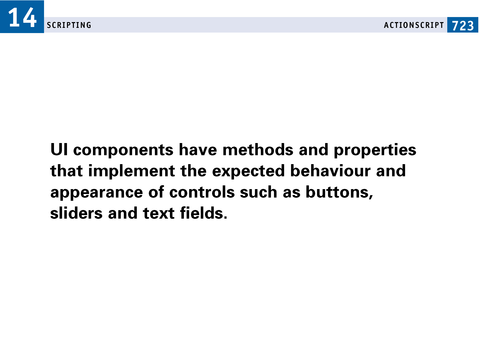 14 SCRIPTING ACTIONSCRIPT 723
UI components have methods and properties
that implement the expected behaviour and
appearance of controls such as buttons,
sliders and text fields.